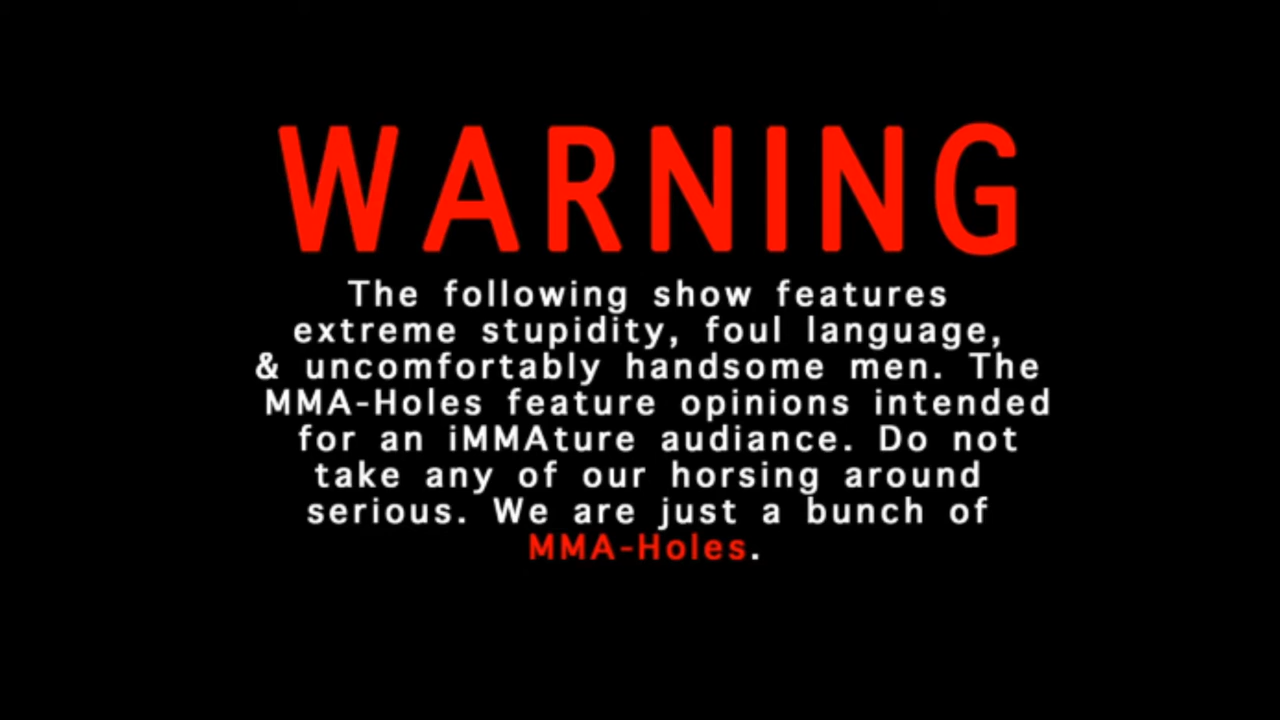 WARNING
The following show features
extreme stupidity, foul language,
& uncomfortably handsome men. The
MMA-Holes feature opinions intended
for an iMMAture audiance. Do not
take any of our horsing around
serious. We are just a bunch of
MMA-Holes.